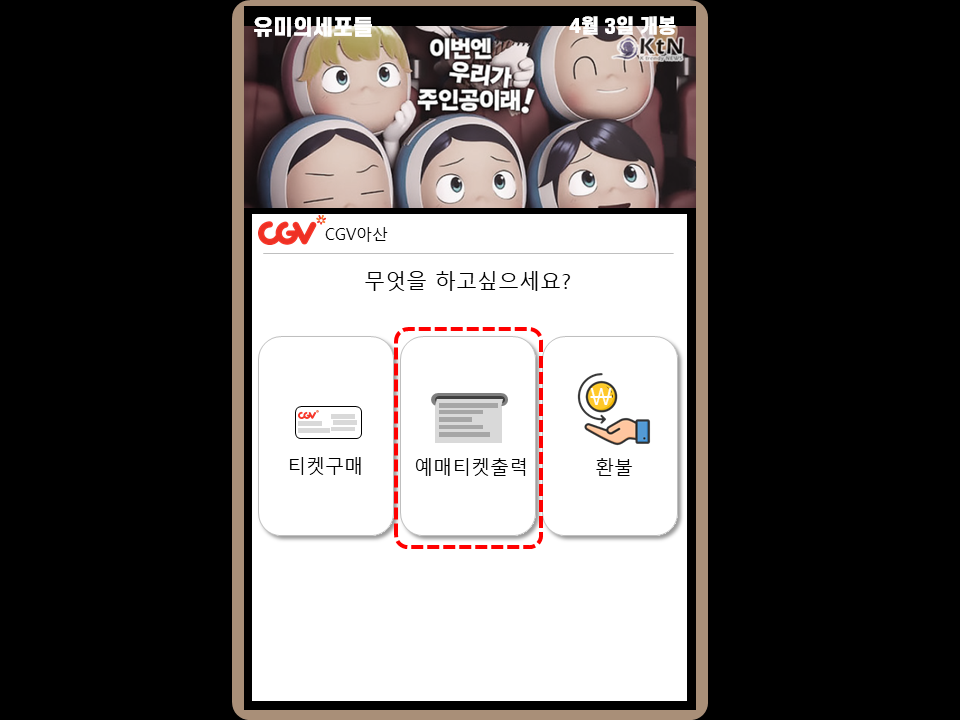 유미의세포들
4월 3일 개봉
이번엔
우리가
주인공이래!
KtN
K trendy NEWS
CGV CGV아산
무엇을 하고싶으세요?
CGV
티켓구매
예매티켓출력
₩
환불